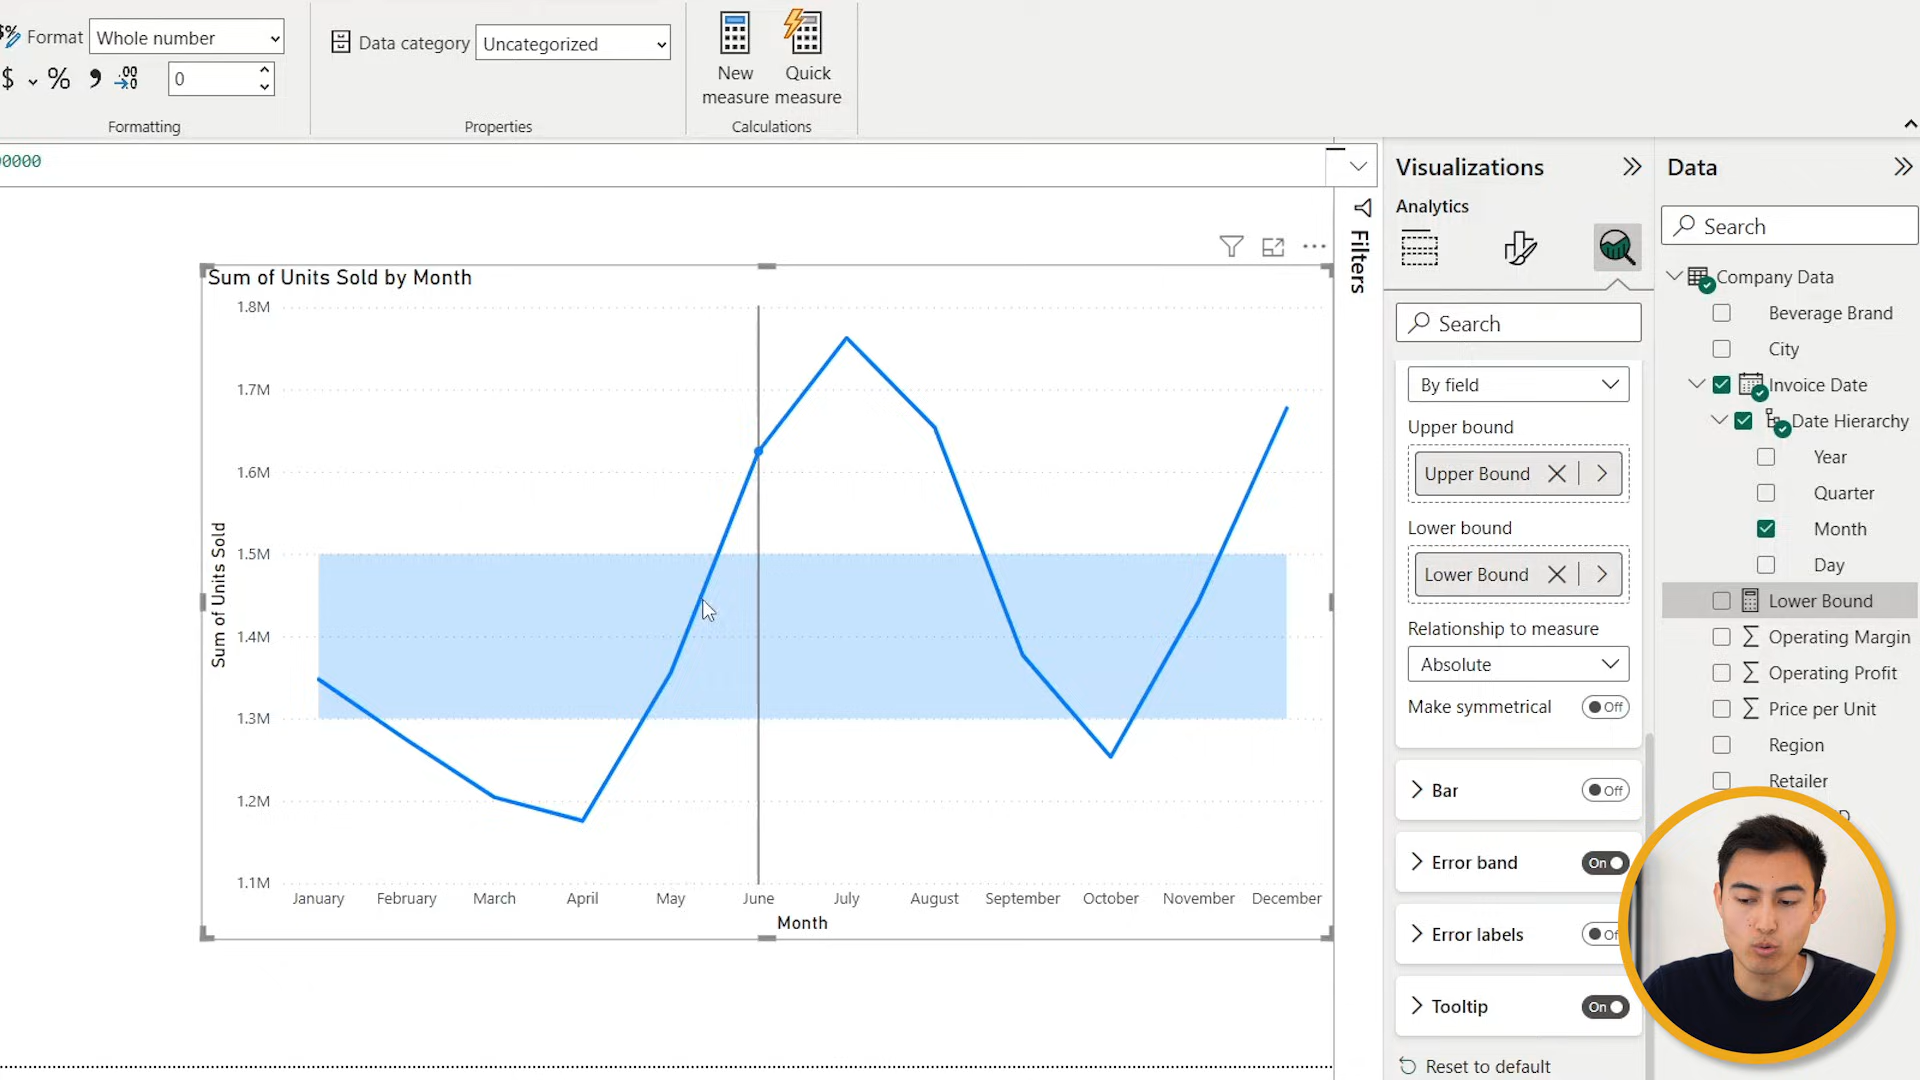 Format
Whole number
$ % 0
Formatting
Data category
Uncategorized
Properties
New measure
Quick measure
Calculations
00000
Sum of Units Sold by Month
Sum of Units Sold
1.8M
1.7M
1.6M
1.5M
1.4M
1.3M
1.2M
1.1M
January February March April May June July August September October November December
Month
Filters
Visualizations
Analytics
Search
By field
Upper bound
Upper Bound
Lower bound
Lower Bound
Relationship to measure
Absolute
Make symmetrical Off
Bar Off
Error band On
Error labels
Tooltip On
Reset to default
Data
Search
Company Data
Beverage Brand
City
Invoice Date
Date Hierarchy
Year
Quarter
Month
Day
Lower Bound
Operating Margin
Operating Profit
Price per Unit
Region
Retailer